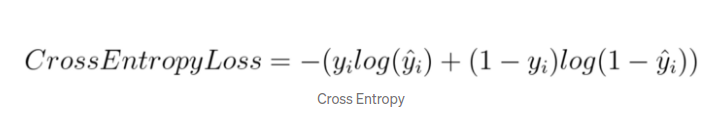 CrossEntropyLoss = −(yᵢlog(ŷᵢ) + (1 − yᵢ)log(1 − ŷᵢ))
Cross Entropy